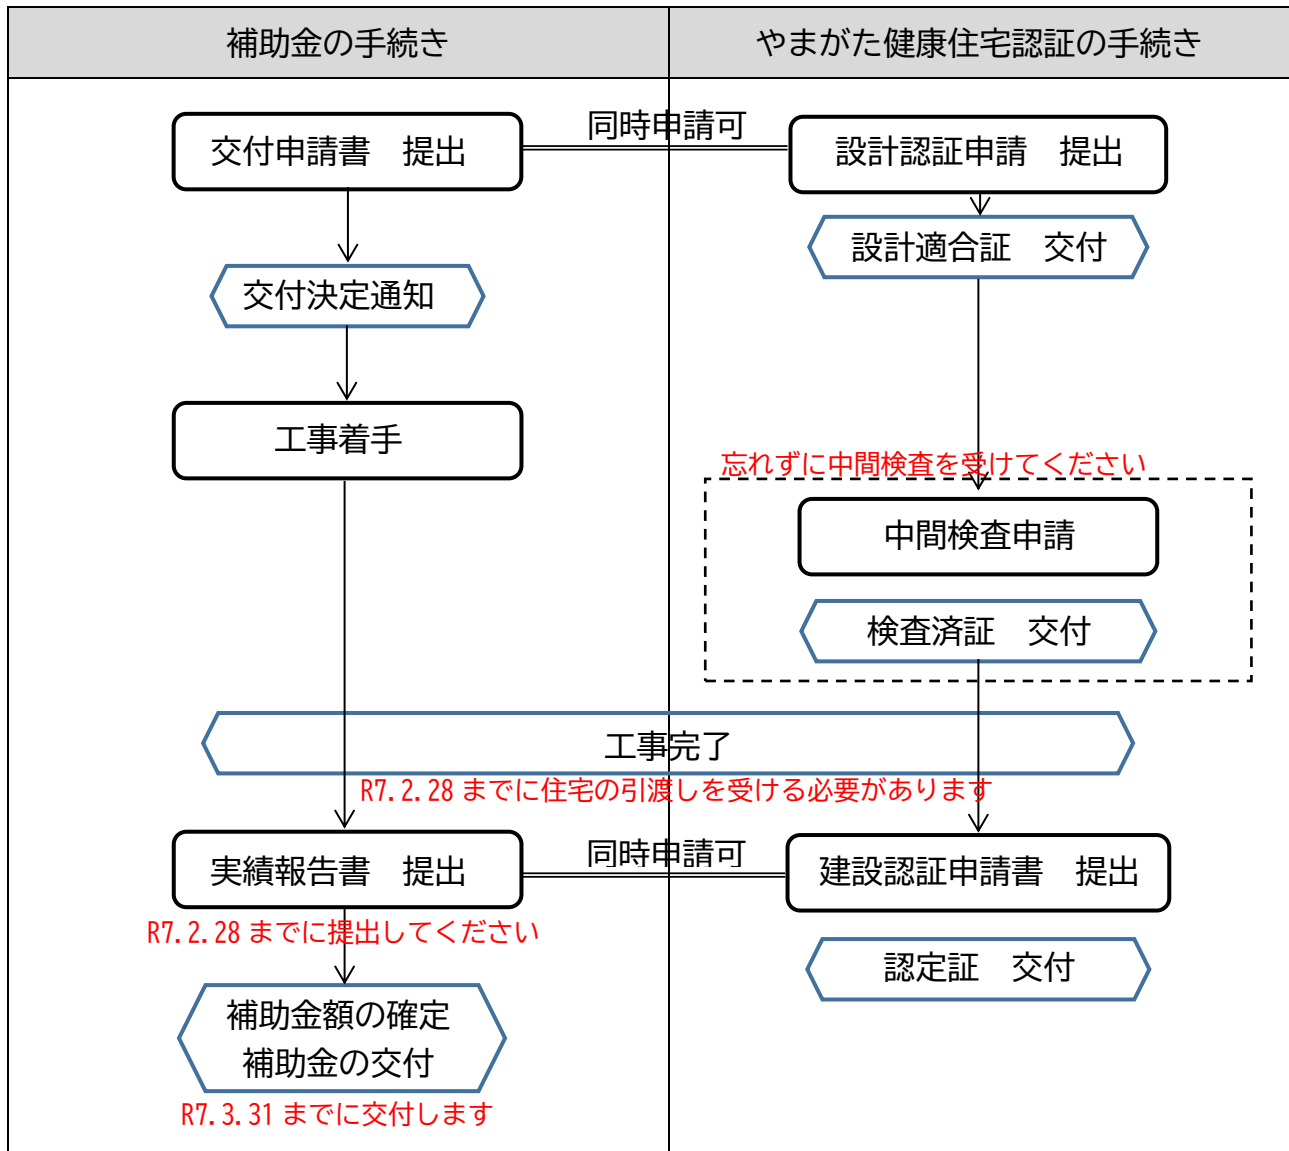 補助金の手続き
やまがた健康住宅認証の手続き
同時申請可
交付申請書　提出
設計認証申請　提出
設計適合証　交付
交付決定通知
工事着手
忘れずに中間検査を受けてください
中間検査申請
検査済証　交付
工事完了
R7.2.28 までに住宅の引渡しを受ける必要があります
同時申請可
実績報告書　提出
建設認証申請書　提出
R7.2.28 までに提出してください
認定証　交付
補助金額の確定
補助金の交付
R7.3.31 までに交付します